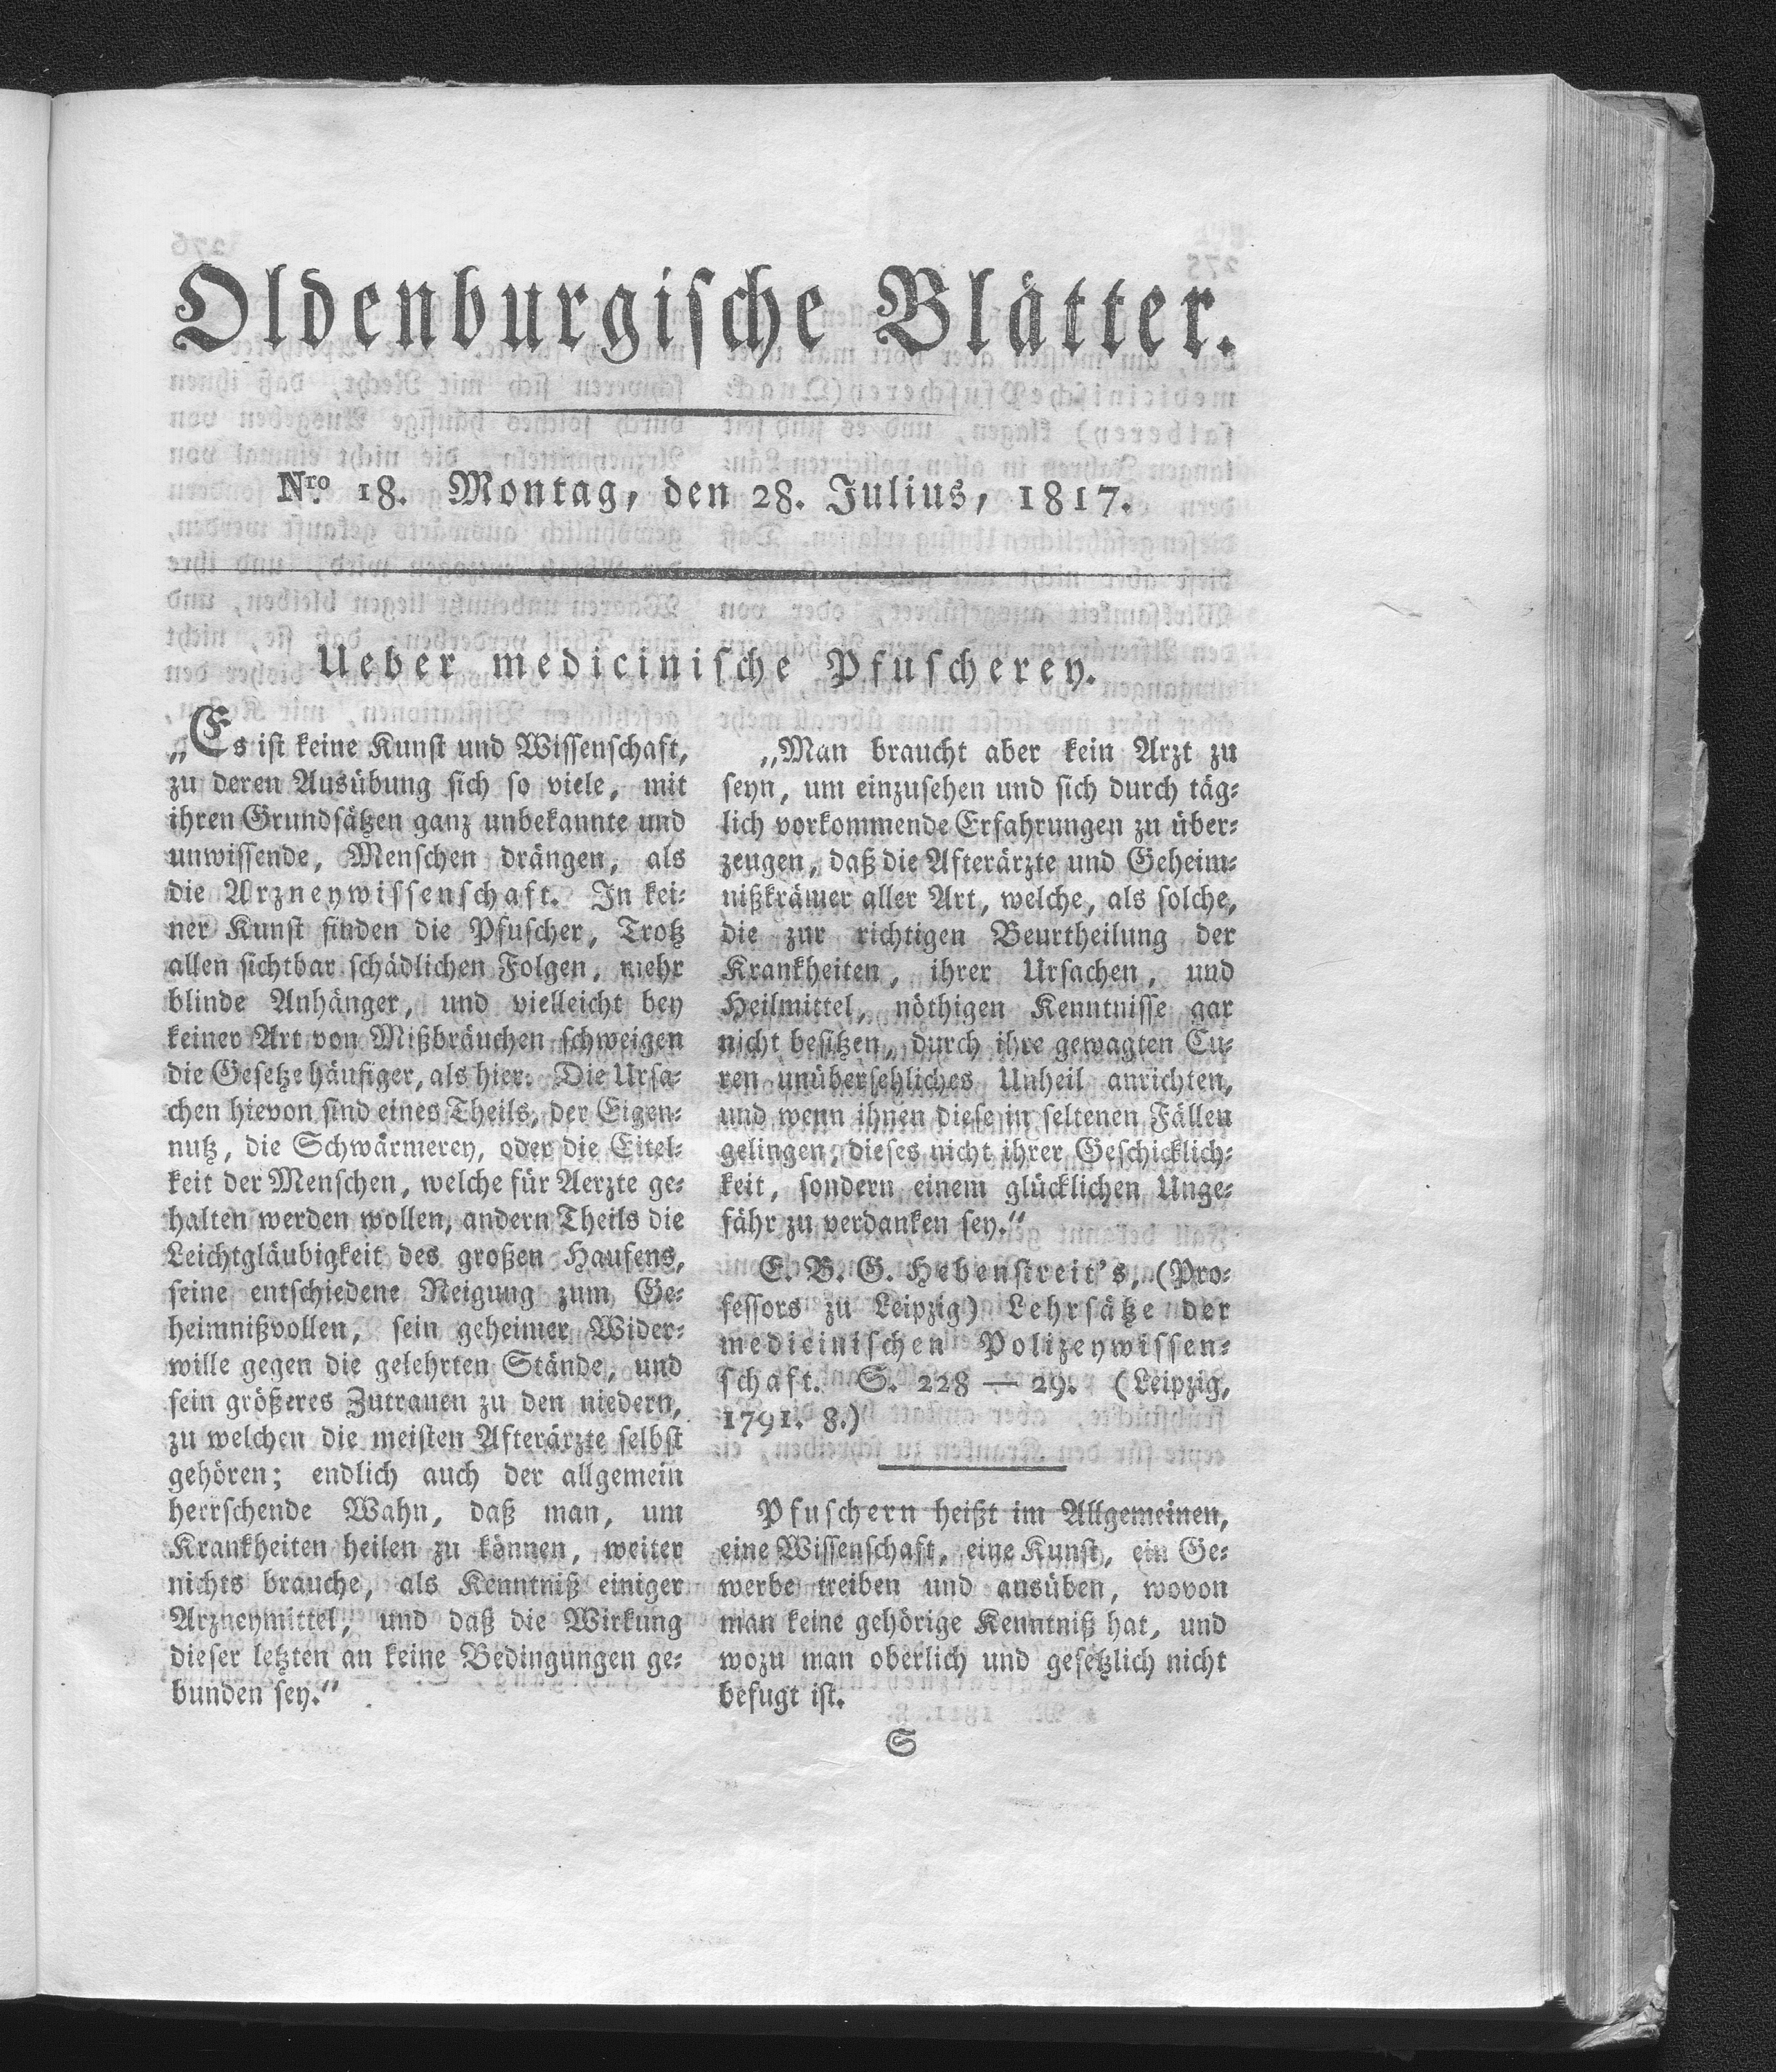 Oldenburgische Blätter.
Nro. 18. Montag, den 28. Julius, 1817.
Ueber medicinische Pfuscherey.
„Es ist keine Kunst und Wissenschaft,
zu deren Ausübung sich so viele, mit
ihren Grundsätzen ganz unbekannte und
unwissende, Menschen drängen, als
die Arzneywissenschaft. In kei-
ner Kunst finden die Pfuscher, Trotz
allen sichtbar schädlichen Folgen, mehr
blinde Anhänger, und vielleicht bey
keiner Art von Mißbräuchen schweigen
die Gesetze häufiger, als hier. Die Ursa-
chen hievon sind eines Theils, der Eigen-
nutz, die Schwärmerey, oder die Eitel-
keit der Menschen, welche für Aerzte ge-
halten werden wollen, andern Theils die
Leichtgläubigkeit des großen Haufens,
seine entschiedene Neigung zum Ge-
heimnißvollen, sein geheimer Wider-
wille gegen die gelehrten Stände, und
sein größeres Zutrauen zu den niedern,
zu welchen die meisten Afterärzte selbst
gehören; endlich auch der allgemein
herrschende Wahn, daß man, um
Krankheiten heilen zu können, weiter
nichts brauche, als Kenntniß einiger
Arzneymittel, und daß die Wirkung
dieser letzten an keine Bedingungen ge-
bunden sey.“
„Man braucht aber kein Arzt zu
seyn, um einzusehen und sich durch täg-
lich vorkommende Erfahrungen zu über-
zeugen, daß die Afterärzte und Geheim-
nißkrämer aller Art, welche, als solche,
die zur richtigen Beurtheilung der
Krankheiten, ihrer Ursachen, und
Heilmittel, nöthigen Kenntnisse gar
nicht besitzen, durch ihre gewagten Cu-
ren unübersehliches Unheil anrichten,
und wenn ihnen diese in seltenen Fällen
gelingen, dieses nicht ihrer Geschicklich-
keit, sondern einem glücklichen Unge-
fähr zu verdanken sey.“
E. B. G. Hebenstreit's, (Pro-
fessors zu Leipzig) Lehrsätze der
medicinischen Polizeywissen-
schaft. S. 228 — 29. (Leipzig,
1791. 8.)
Pfuschern heißt im Allgemeinen,
eine Wissenschaft, eine Kunst, ein Ge-
werbe treiben und ausüben, wovon
man keine gehörige Kenntniß hat, und
wozu man oberlich und gesetzlich nicht
befugt ist.
S